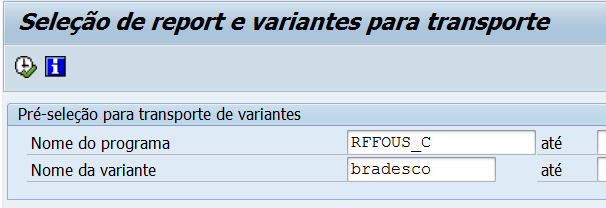 Seleção de report e variantes para transporte
Pré-seleção para transporte de variantes
Nome do programa RFFOUS_C até
Nome da variante bradesco até